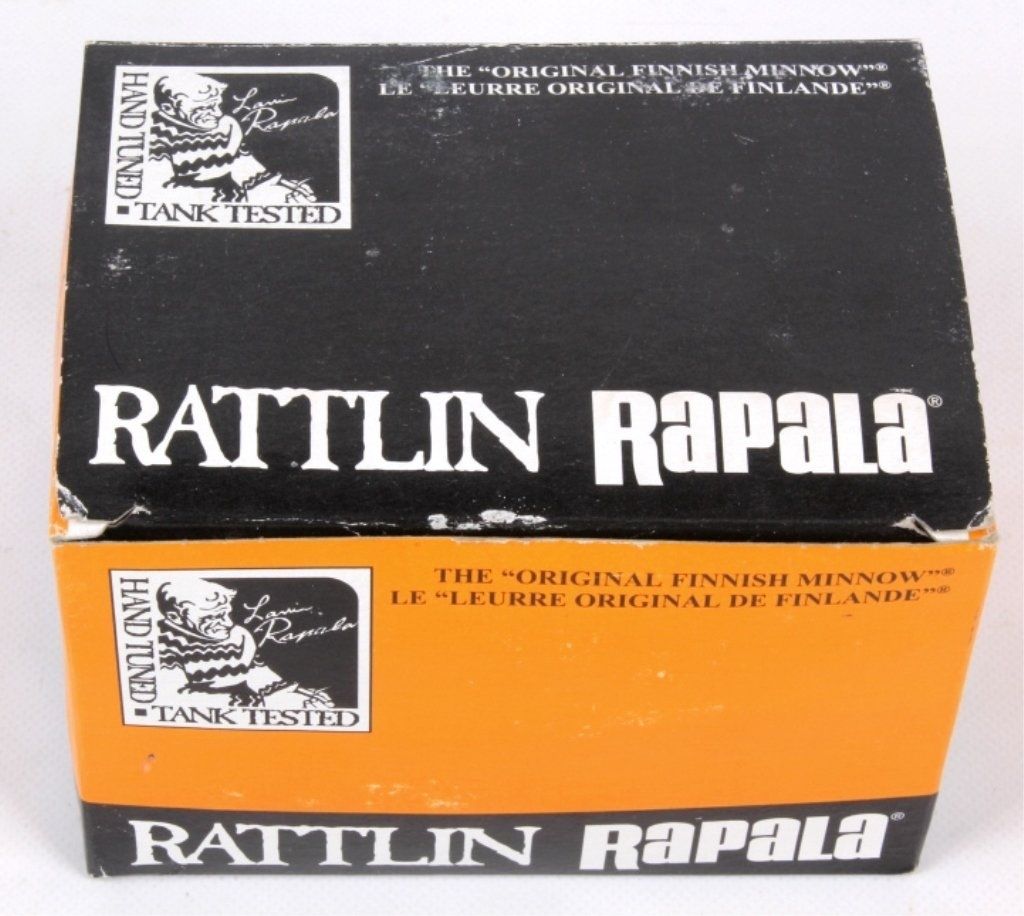 THE “ORIGINAL FINNISH MINNOW”®
LE “LEURRE ORIGINAL DE FINLANDE”®
HAND TUNED
Lauri
Rapala
▪ TANK TESTED
RATTLIN RAPALA®
THE “ORIGINAL FINNISH MINNOW”®
LE “LEURRE ORIGINAL DE FINLANDE”®
HAND TUNED
Lauri
Rapala
▪ TANK TESTED
RATTLIN RAPALA®